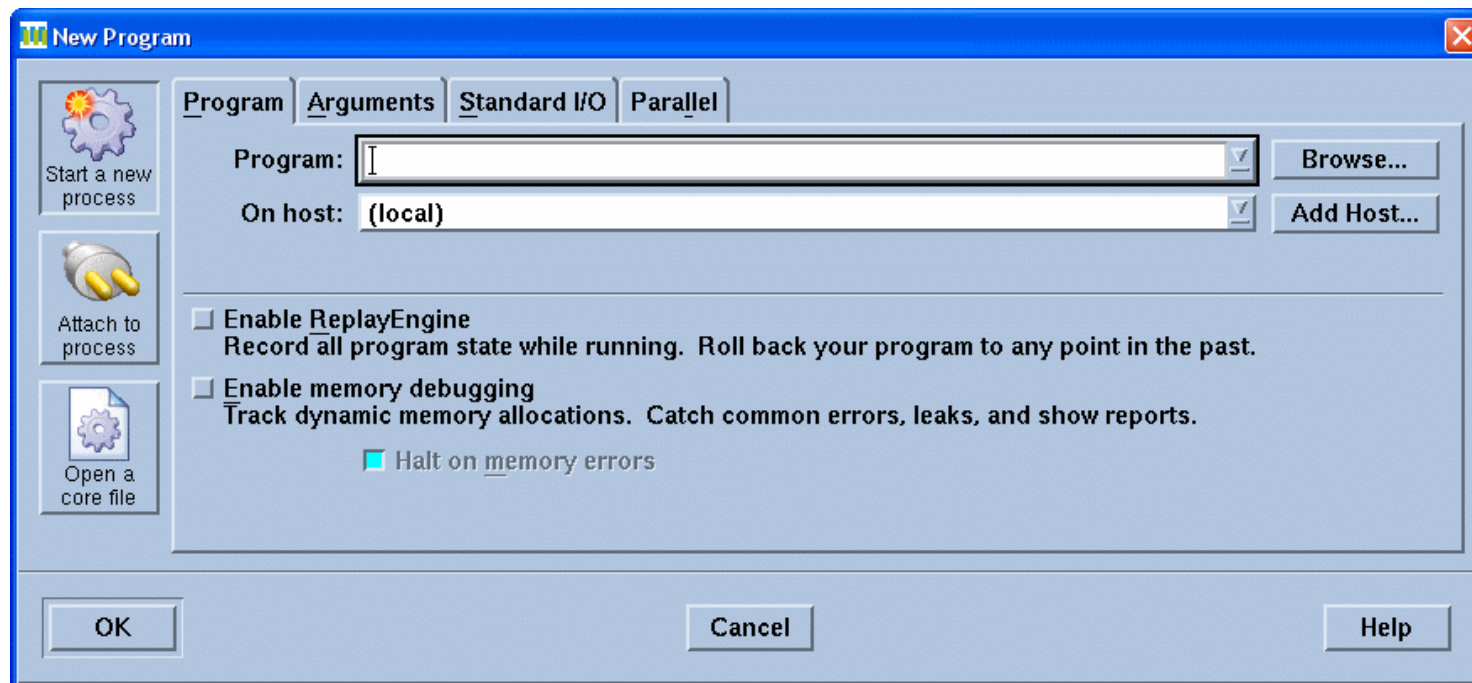 New Program
Start a new
process
Attach to
process
Open a
core file
Program Arguments Standard I/O Parallel
Program: Browse...
On host: (local) Add Host...
Enable ReplayEngine
Record all program state while running. Roll back your program to any point in the past.
Enable memory debugging
Track dynamic memory allocations. Catch common errors, leaks, and show reports.
Halt on memory errors
OK Cancel Help